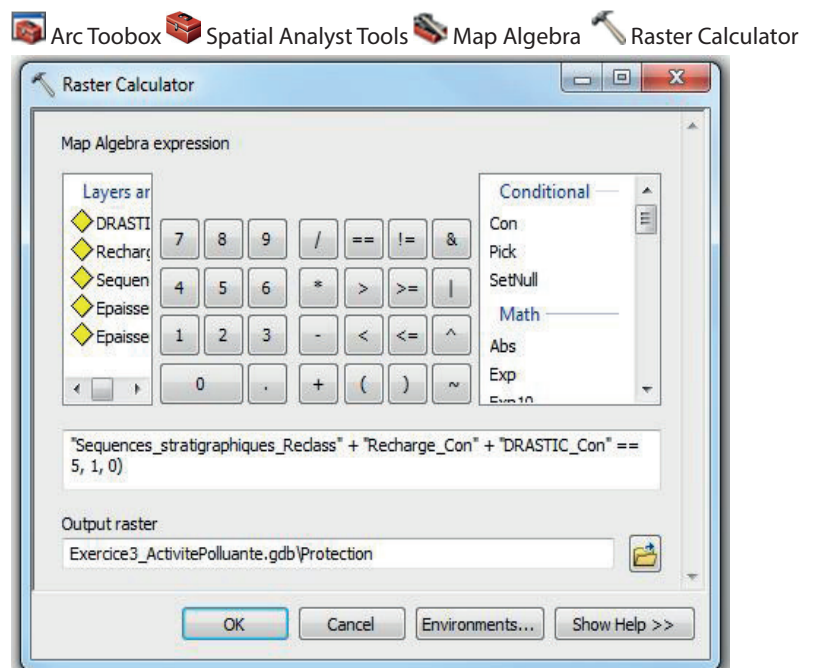 Arc Toobox Spatial Analyst Tools Map Algebra Raster Calculator
Raster Calculator
Map Algebra expression
Layers ar
DRASTI
Recharg
Sequen
Epaisse
Epaisse
7 8 9 / == != &
4 5 6 * > >= |
1 2 3 - < <= ^
0 . + ( ) ~
Conditional
Con
Pick
SetNull
Math
Abs
Exp
Exp10
"Sequences_stratigraphiques_Reclass" + "Recharge_Con" + "DRASTIC_Con" ==
5, 1, 0)
Output raster
Exercice3_ActivitePolluante.gdb\Protection
OK Cancel Environments... Show Help >>